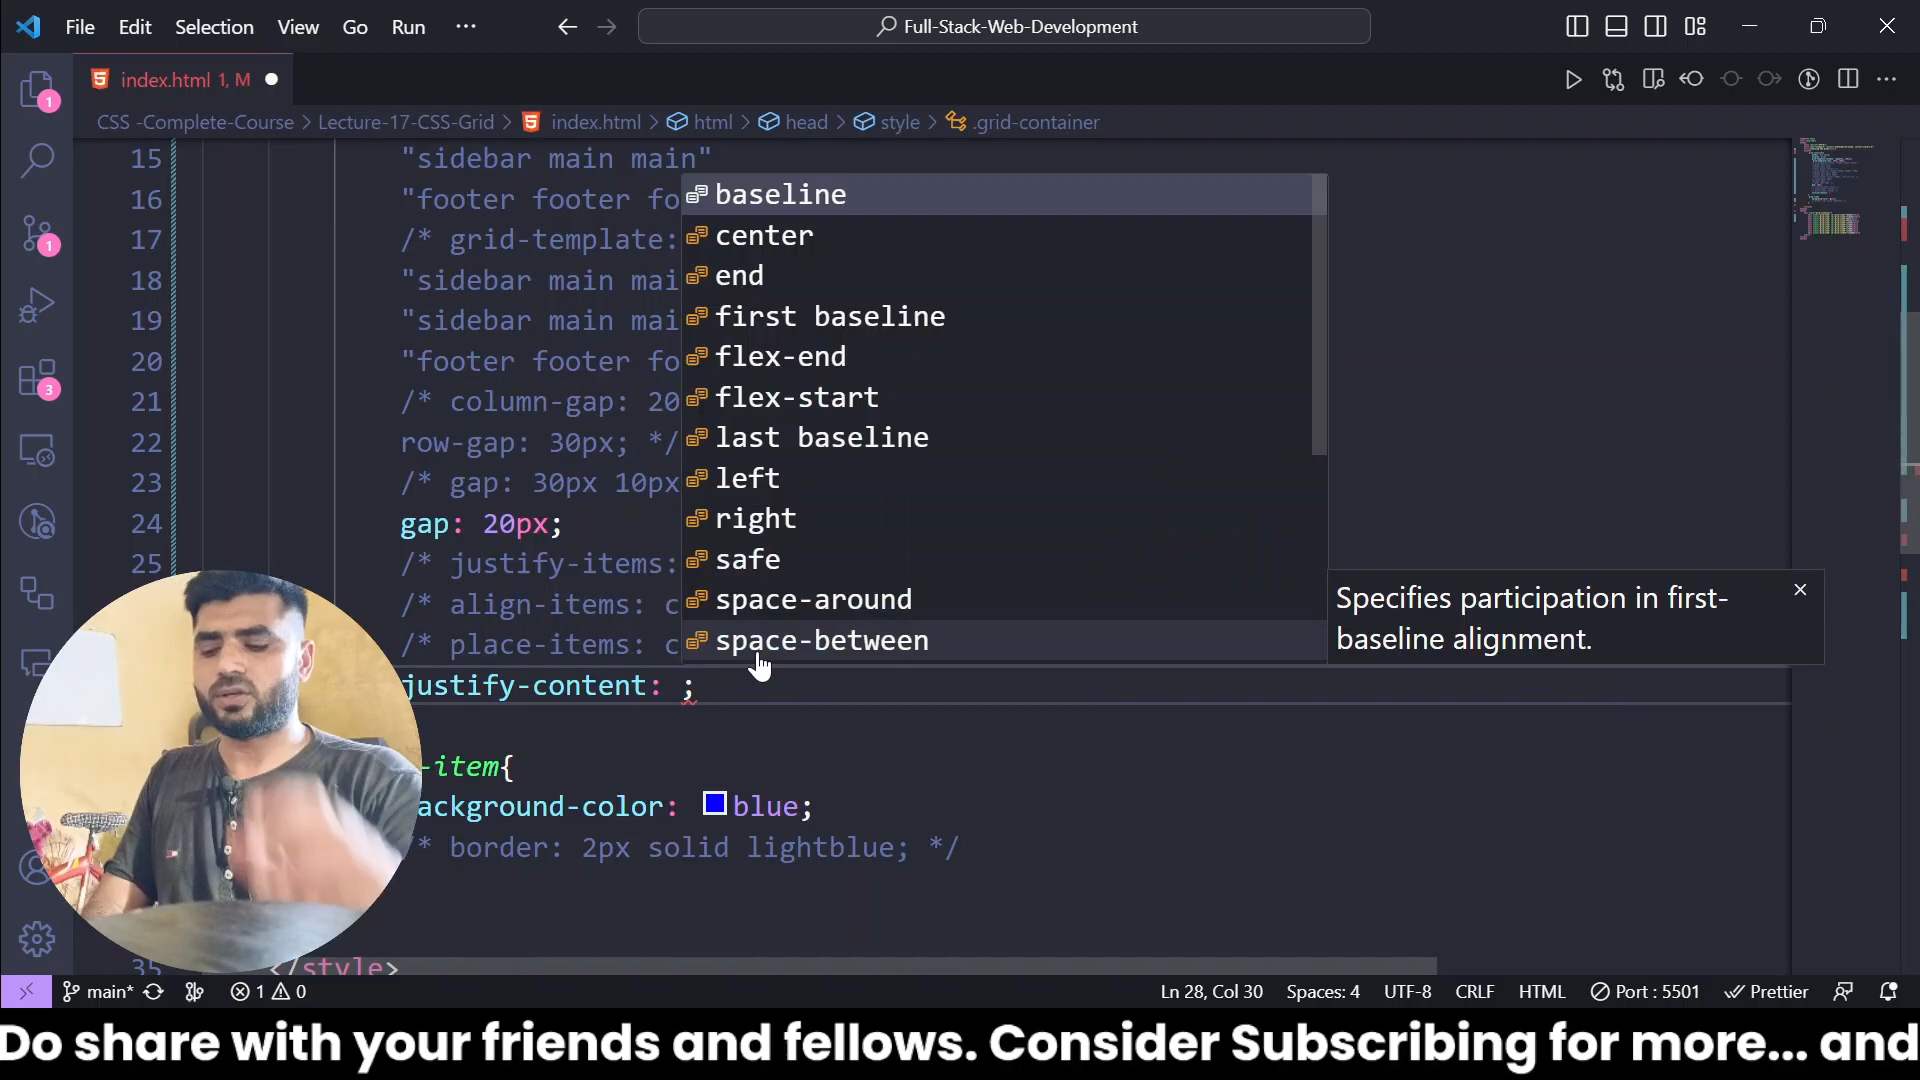 File Edit Selection View Go Run ··· Full-Stack-Web-Development
index.html 1, M
CSS -Complete-Course > Lecture-17-CSS-Grid > index.html > html > head > style > .grid-container
1
1
3
15 "sidebar main main"
16 "footer footer fo
17 /* grid-template:
18 "sidebar main mai
19 "sidebar main mai
20 "footer footer fo
21 /* column-gap: 20
22 row-gap: 30px; */
23 /* gap: 30px 10px
24 gap: 20px;
25 /* justify-items:
/* align-items: c
/* place-items: c
justify-content: ;
-item{
ackground-color: blue;
* border: 2px solid lightblue; */
35 </style>
baseline
center
end
first baseline
flex-end
flex-start
last baseline
left
right
safe
space-around
space-between
Specifies participation in first-
baseline alignment.
main* 1 0 Ln 28, Col 30 Spaces: 4 UTF-8 CRLF HTML Port : 5501 Prettier
Do share with your friends and fellows. Consider Subscribing for more... and